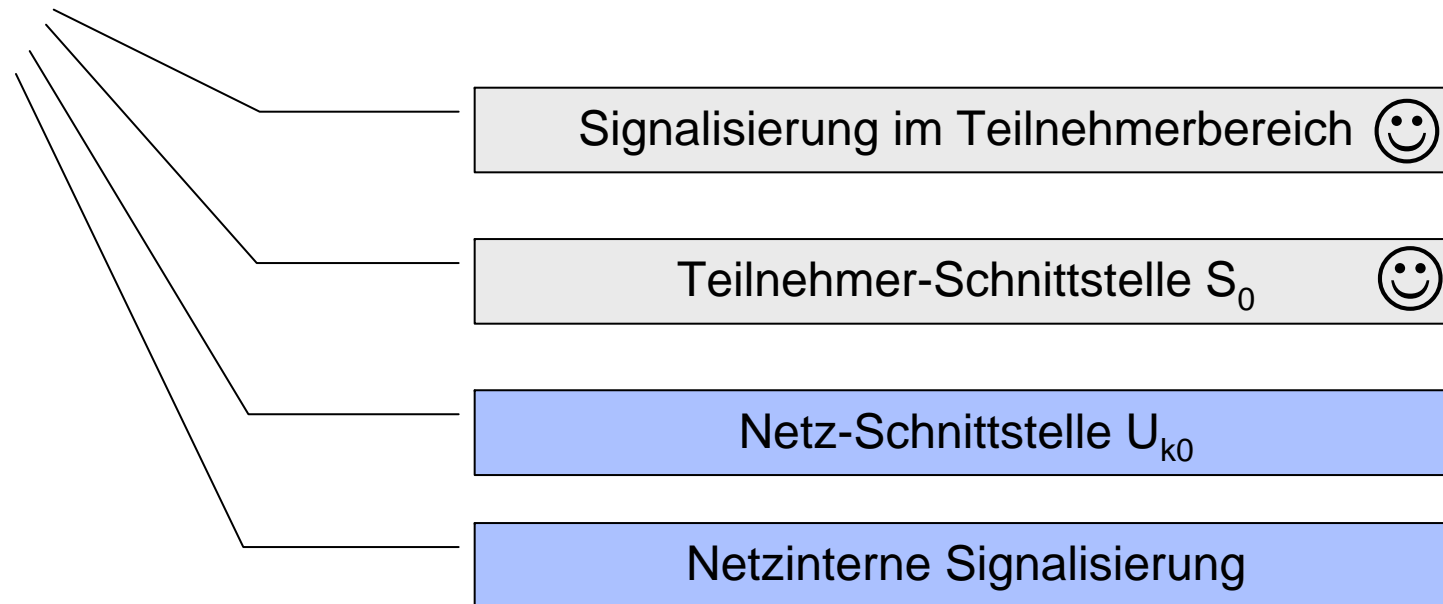 Signalisierung im Teilnehmerbereich
Teilnehmer-Schnittstelle S₀
Netz-Schnittstelle Uₖ₀
Netzinterne Signalisierung